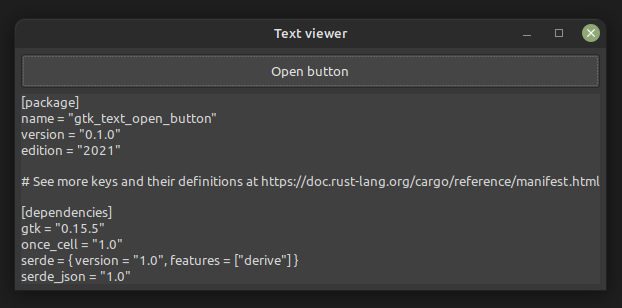 Text viewer
Open button
[package]
name = "gtk_text_open_button"
version = "0.1.0"
edition = "2021"
# See more keys and their definitions at https://doc.rust-lang.org/cargo/reference/manifest.html
[dependencies]
gtk = "0.15.5"
once_cell = "1.0"
serde = { version = "1.0", features = ["derive"] }
serde_json = "1.0"